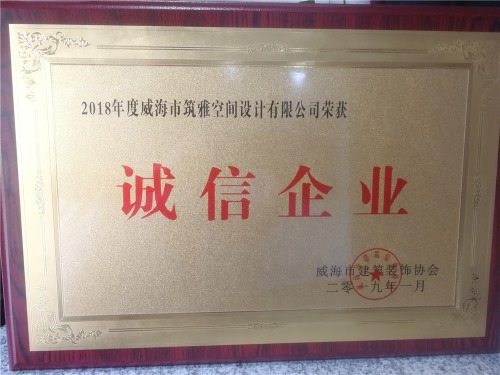 2018年度威海市筑雅空间设计有限公司荣获
诚信企业
威海市建筑装饰协会
二零一九年一月